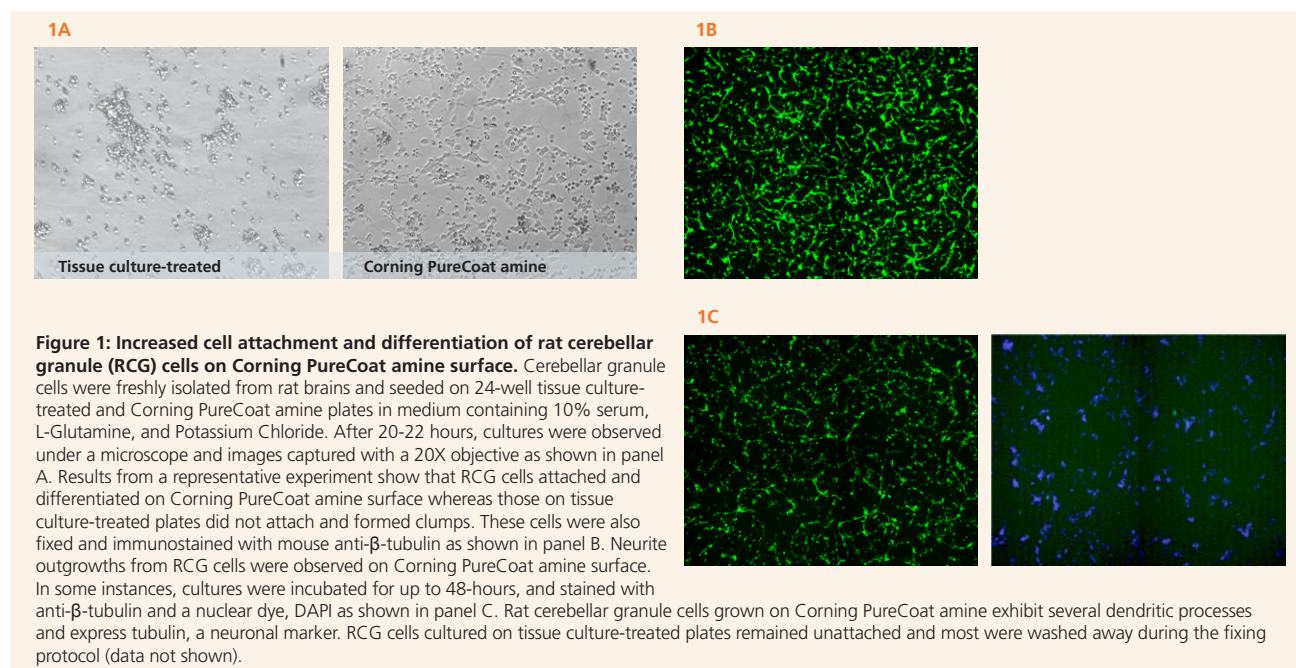 1A
1B
Tissue culture-treated
Corning PureCoat amine
1C
Figure 1: Increased cell attachment and differentiation of rat cerebellar
granule (RCG) cells on Corning PureCoat amine surface. Cerebellar granule
cells were freshly isolated from rat brains and seeded on 24-well tissue culture-
treated and Corning PureCoat amine plates in medium containing 10% serum,
L-Glutamine, and Potassium Chloride. After 20-22 hours, cultures were observed
under a microscope and images captured with a 20X objective as shown in panel
A. Results from a representative experiment show that RCG cells attached and
differentiated on Corning PureCoat amine surface whereas those on tissue
culture-treated plates did not attach and formed clumps. These cells were also
fixed and immunostained with mouse anti-β-tubulin as shown in panel B. Neurite
outgrowths from RCG cells were observed on Corning PureCoat amine surface.
In some instances, cultures were incubated for up to 48-hours, and stained with
anti-β-tubulin and a nuclear dye, DAPI as shown in panel C. Rat cerebellar granule cells grown on Corning PureCoat amine exhibit several dendritic processes
and express tubulin, a neuronal marker. RCG cells cultured on tissue culture-treated plates remained unattached and most were washed away during the fixing
protocol (data not shown).